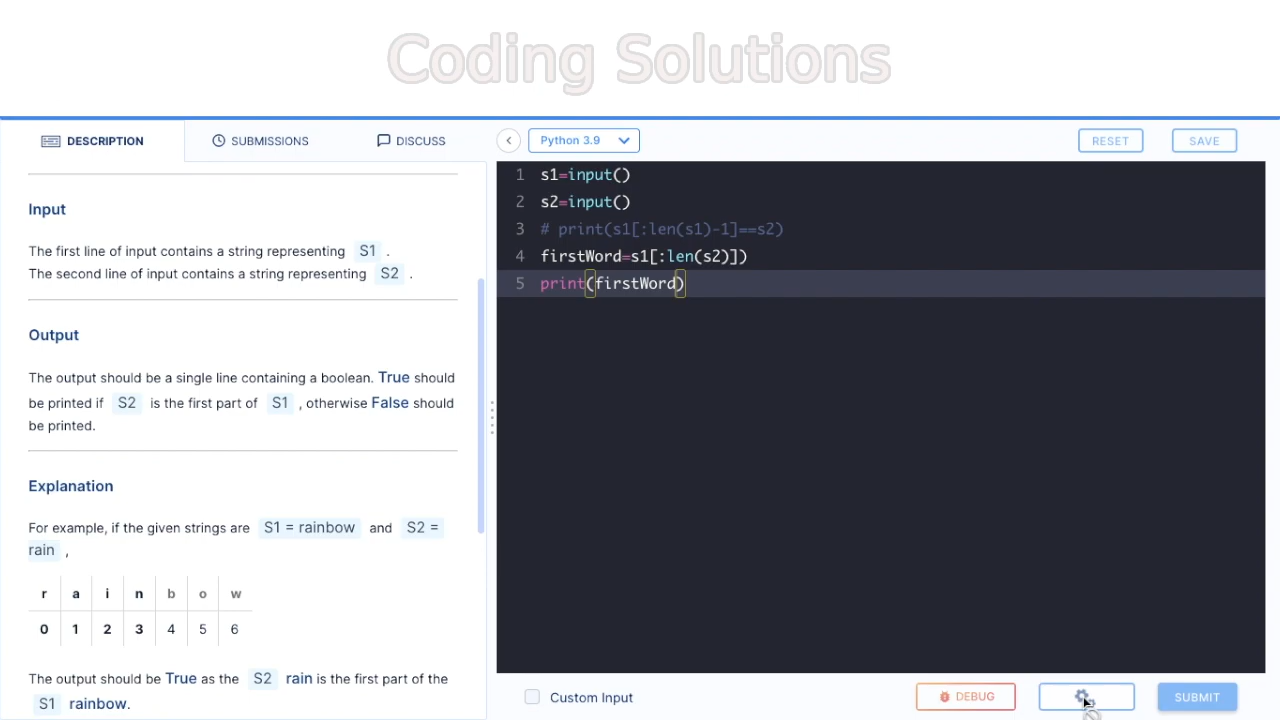 Coding Solutions
DESCRIPTION
SUBMISSIONS
DISCUSS
Python 3.9
RESET
SAVE
Input
The first line of input contains a string representing S1 .
The second line of input contains a string representing S2 .
Output
The output should be a single line containing a boolean. True should
be printed if S2 is the first part of S1 , otherwise False should
be printed.
Explanation
For example, if the given strings are S1 = rainbow and S2 =
rain ,
r a i n b o w
0 1 2 3 4 5 6
The output should be True as the S2 rain is the first part of the
S1 rainbow.
1 s1=input()
2 s2=input()
3 # print(s1[:len(s1)-1]==s2)
4 firstWord=s1[:len(s2)])
5 print(firstWord)
Custom Input
DEBUG
SUBMIT